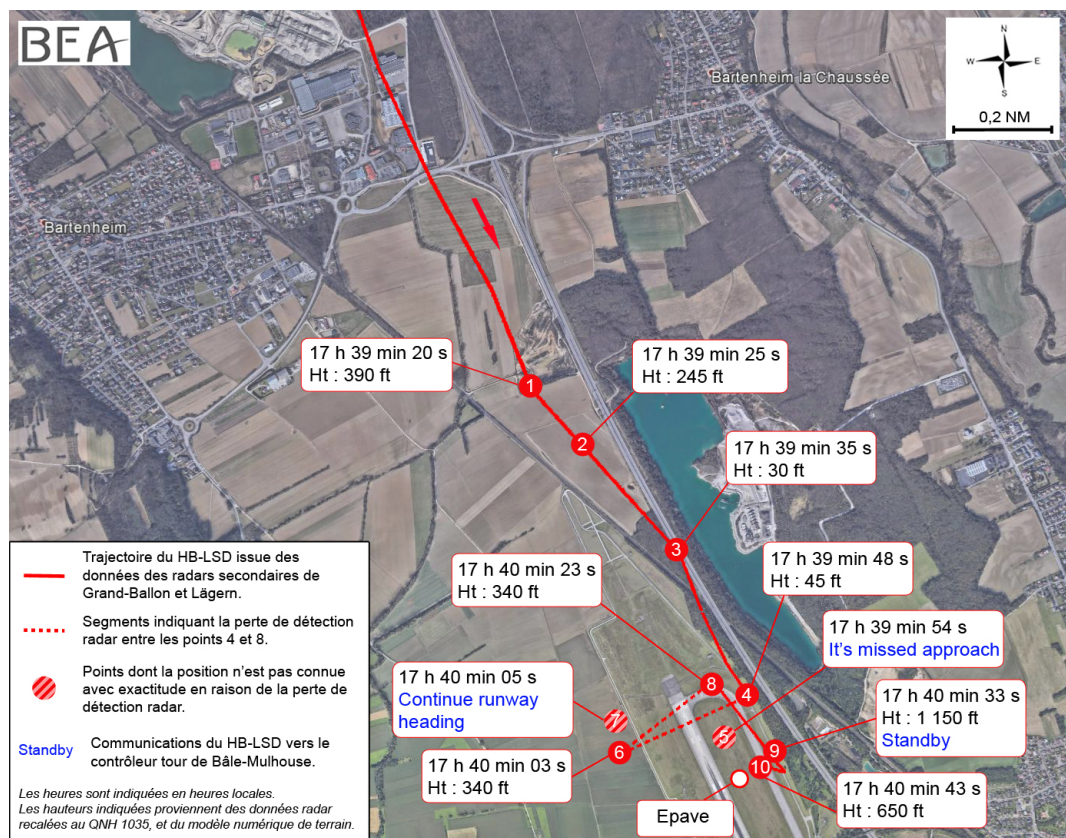 BEA
Bartenheim la Chaussée
N
W E
S
0,2 NM
Bartenheim
17 h 39 min 20 s
Ht : 390 ft
17 h 39 min 25 s
Ht : 245 ft
1
2
17 h 39 min 35 s
Ht : 30 ft
3
17 h 39 min 48 s
Ht : 45 ft
17 h 40 min 23 s
Ht : 340 ft
17 h 39 min 54 s
It's missed approach
17 h 40 min 05 s
Continue runway
heading
8
4
7
5
6
9
10
17 h 40 min 33 s
Ht : 1 150 ft
Standby
17 h 40 min 03 s
Ht : 340 ft
17 h 40 min 43 s
Ht : 650 ft
Epave
Trajectoire du HB-LSD issue des
données des radars secondaires de
Grand-Ballon et Lägern.
Segments indiquant la perte de détection
radar entre les points 4 et 8.
Points dont la position n'est pas connue
avec exactitude en raison de la perte de
détection radar.
Standby
Communications du HB-LSD vers le
contrôleur tour de Bâle-Mulhouse.
Les heures sont indiquées en heures locales.
Les hauteurs indiquées proviennent des données radar
recalées au QNH 1035, et du modèle numérique de terrain.